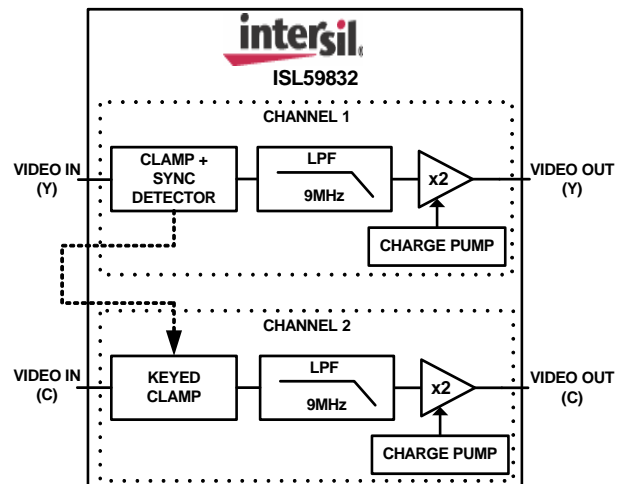 intersil®
ISL59832
CHANNEL 1
VIDEO IN
(Y)
CLAMP +
SYNC
DETECTOR
LPF
9MHz
x2
VIDEO OUT
(Y)
CHARGE PUMP
CHANNEL 2
VIDEO IN
(C)
KEYED
CLAMP
LPF
9MHz
x2
VIDEO OUT
(C)
CHARGE PUMP